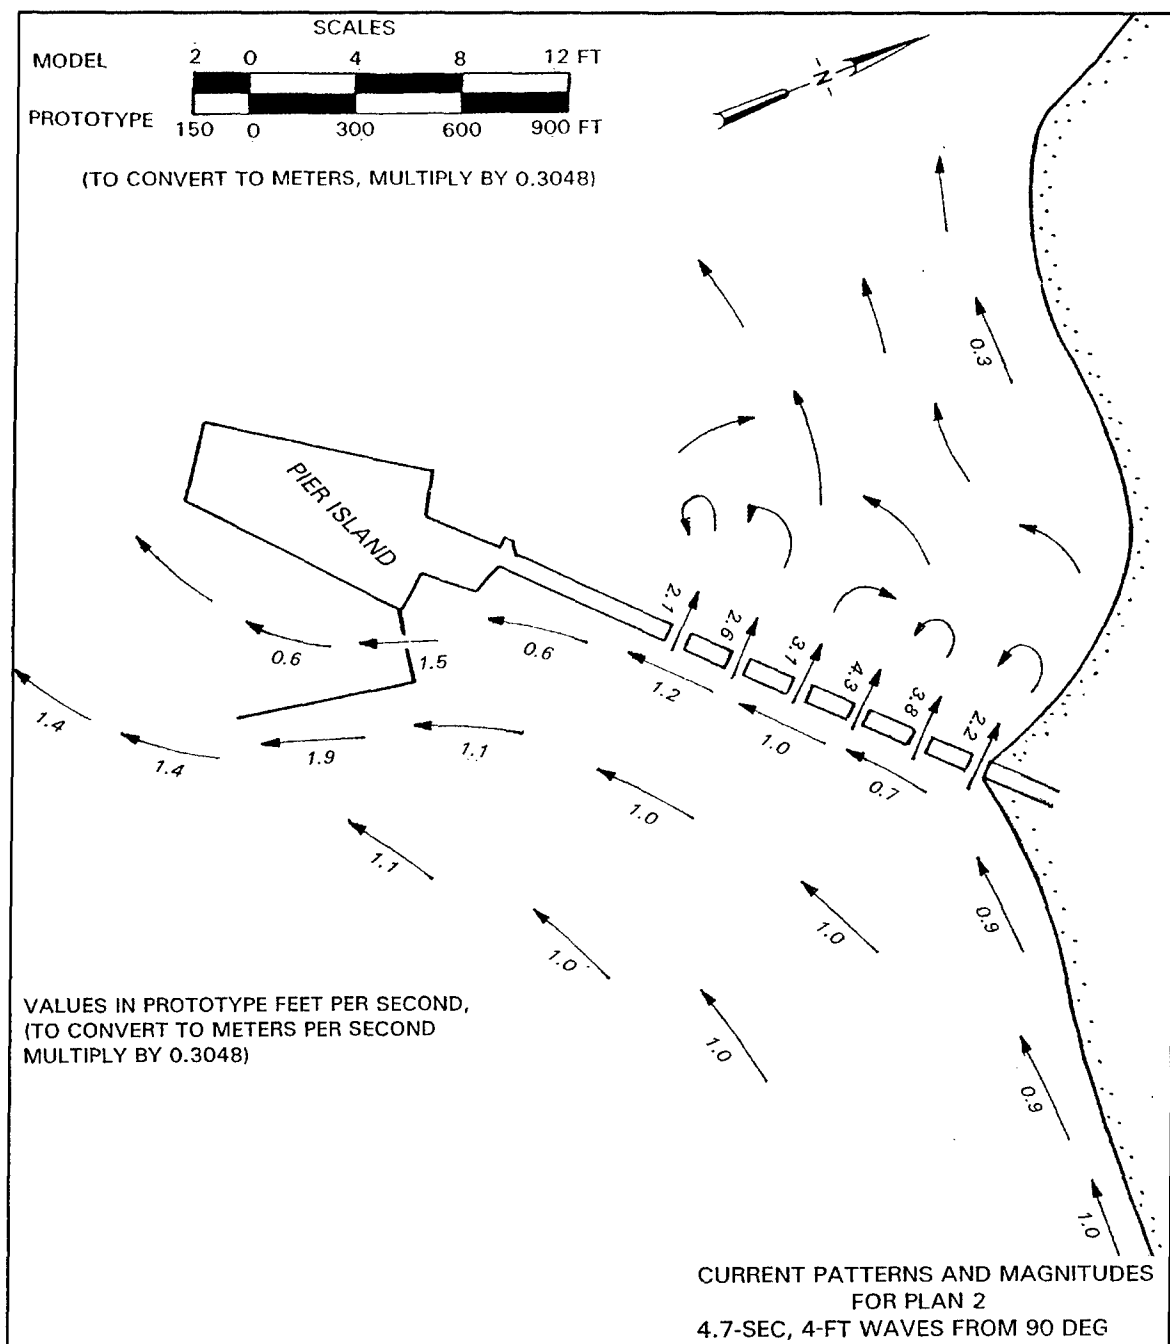 SCALES
MODEL
2 0 4 8 12 FT
PROTOTYPE
150 0 300 600 900 FT
(TO CONVERT TO METERS, MULTIPLY BY 0.3048)
-N-
0.3
PIER ISLAND
2.1
2.6
3.1
4.3
3.8
2.2
0.6
1.5
0.6
1.2
1.0
0.7
1.4
1.4
1.9
1.1
1.0
1.1
1.0
1.0
0.9
1.0
0.9
1.0
VALUES IN PROTOTYPE FEET PER SECOND,
(TO CONVERT TO METERS PER SECOND
MULTIPLY BY 0.3048)
CURRENT PATTERNS AND MAGNITUDES
FOR PLAN 2
4.7-SEC, 4-FT WAVES FROM 90 DEG